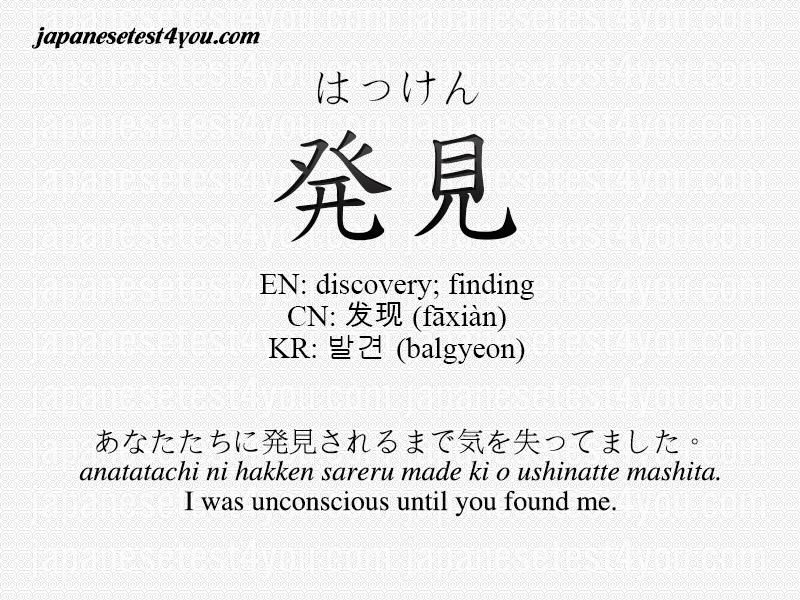 japanesetest4you.com
はっけん
発見
EN: discovery; finding
CN: 发现 (fāxiàn)
KR: 발견 (balgyeon)
あなたたちに発見されるまで気を失ってました。
anatatachi ni hakken sareru made ki o ushinatte mashita.
I was unconscious until you found me.